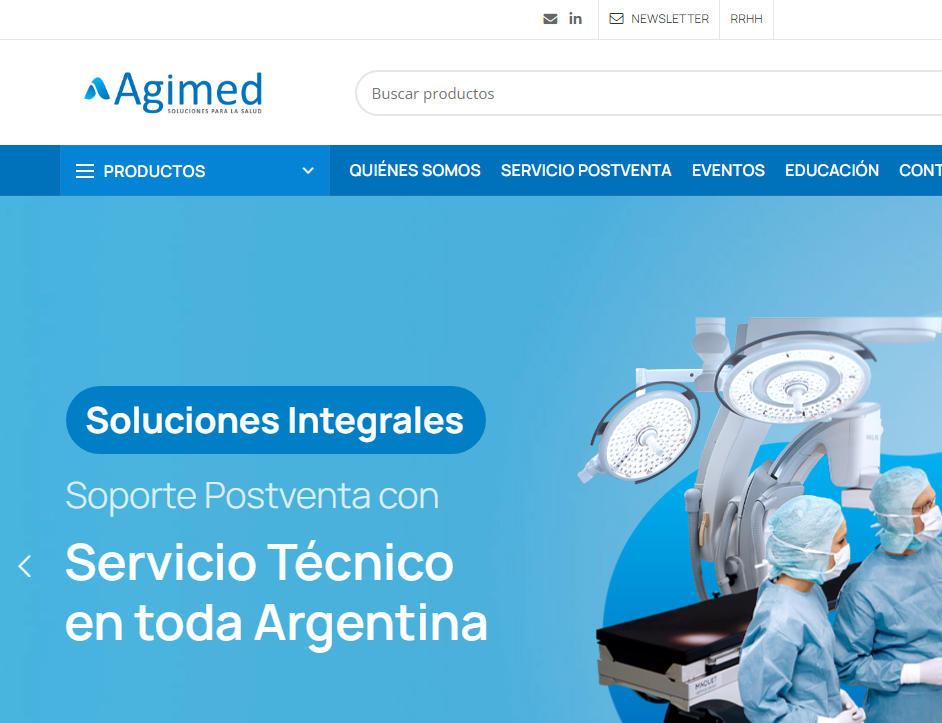 NEWSLETTER
RRHH
Agimed
SOLUCIONES PARA LA SALUD
Buscar productos
PRODUCTOS
QUIÉNES SOMOS
SERVICIO POSTVENTA
EVENTOS
EDUCACIÓN
CONT
Soluciones Integrales
Soporte Postventa con
Servicio Técnico
en toda Argentina
MAQUET